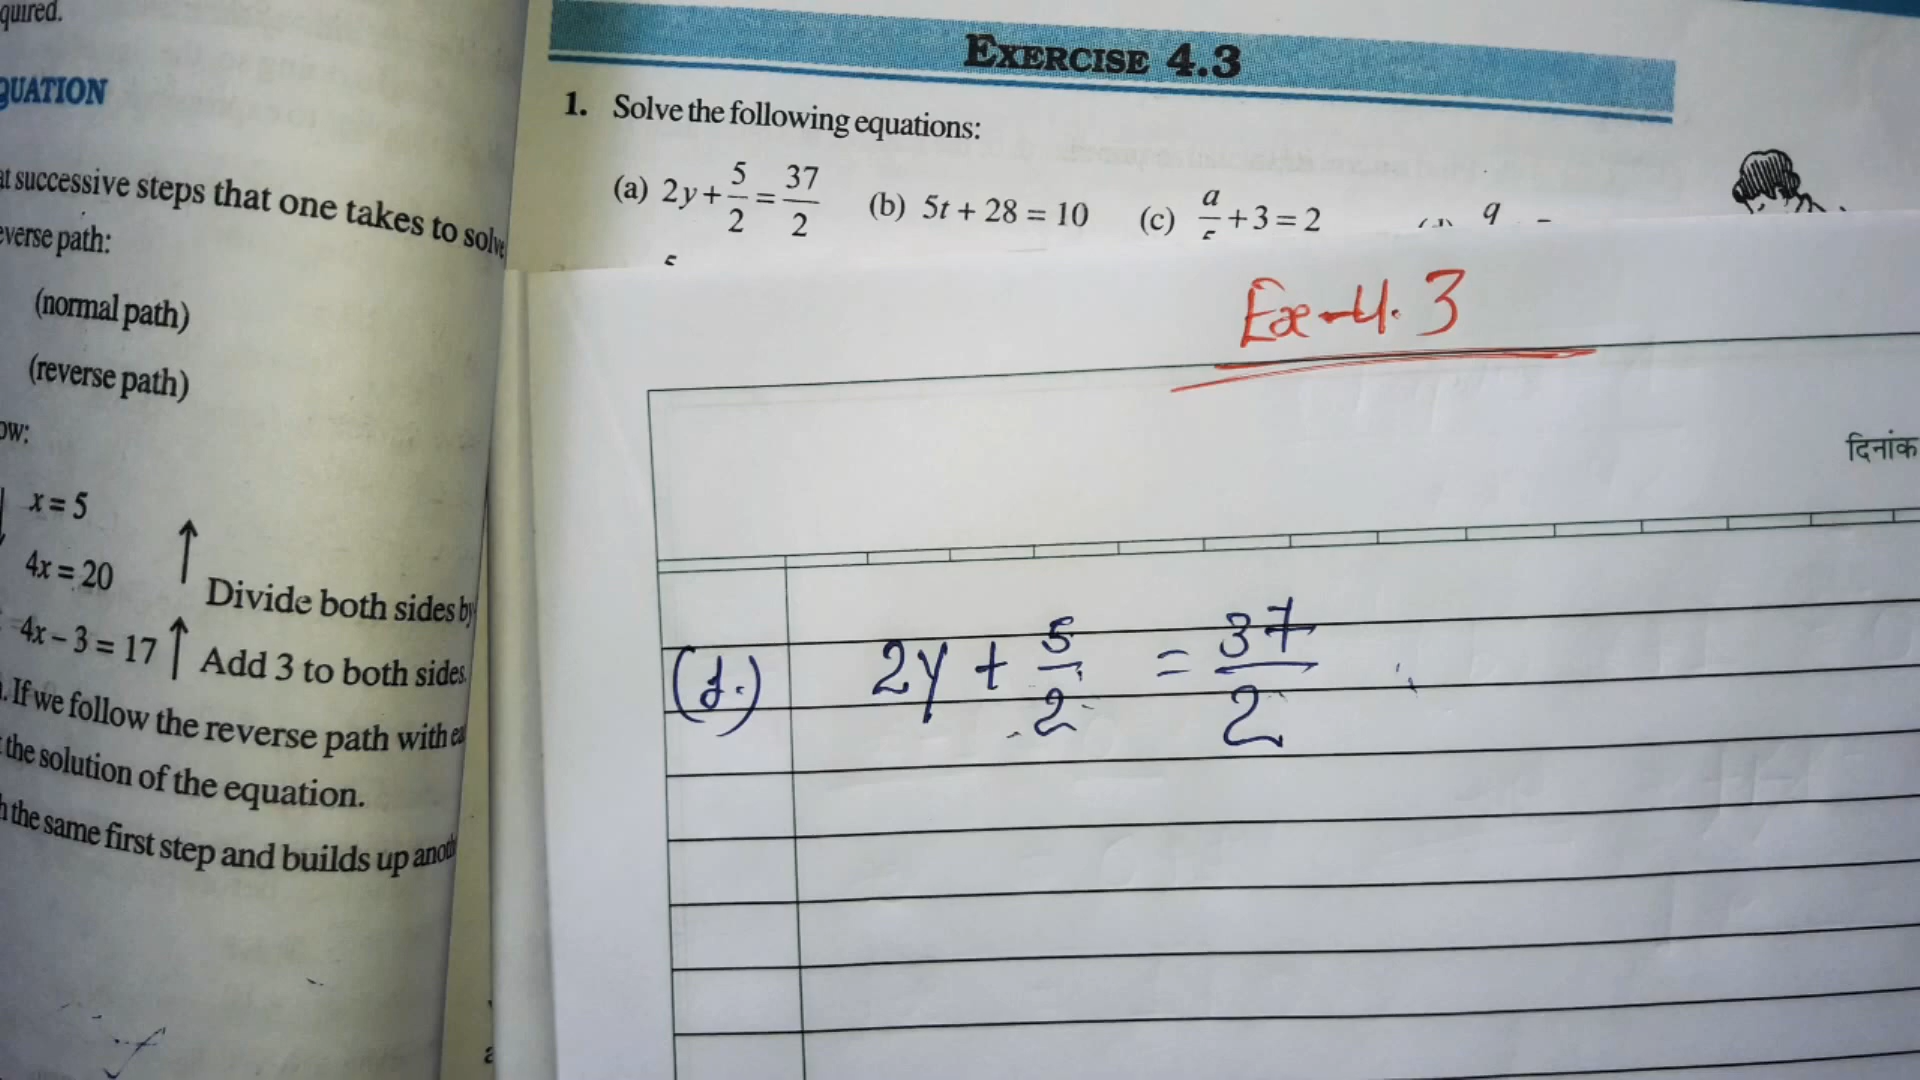 quired.
QUATION
at successive steps that one takes to solve
everse path:
(normal path)
(reverse path)
ow:
x = 5
4x = 20
Divide both sides by
4x – 3 = 17
Add 3 to both sides.
. If we follow the reverse path with
the solution of the equation.
the same first step and builds up
EXERCISE 4.3
1. Solve the following equations:
(a) 2y + 5/2 = 37/2 (b) 5t + 28 = 10 (c) a/5 + 3 = 2 q
5
Ex-4.3
दिनांक
(1.) 2y + 5/2 = 37/2